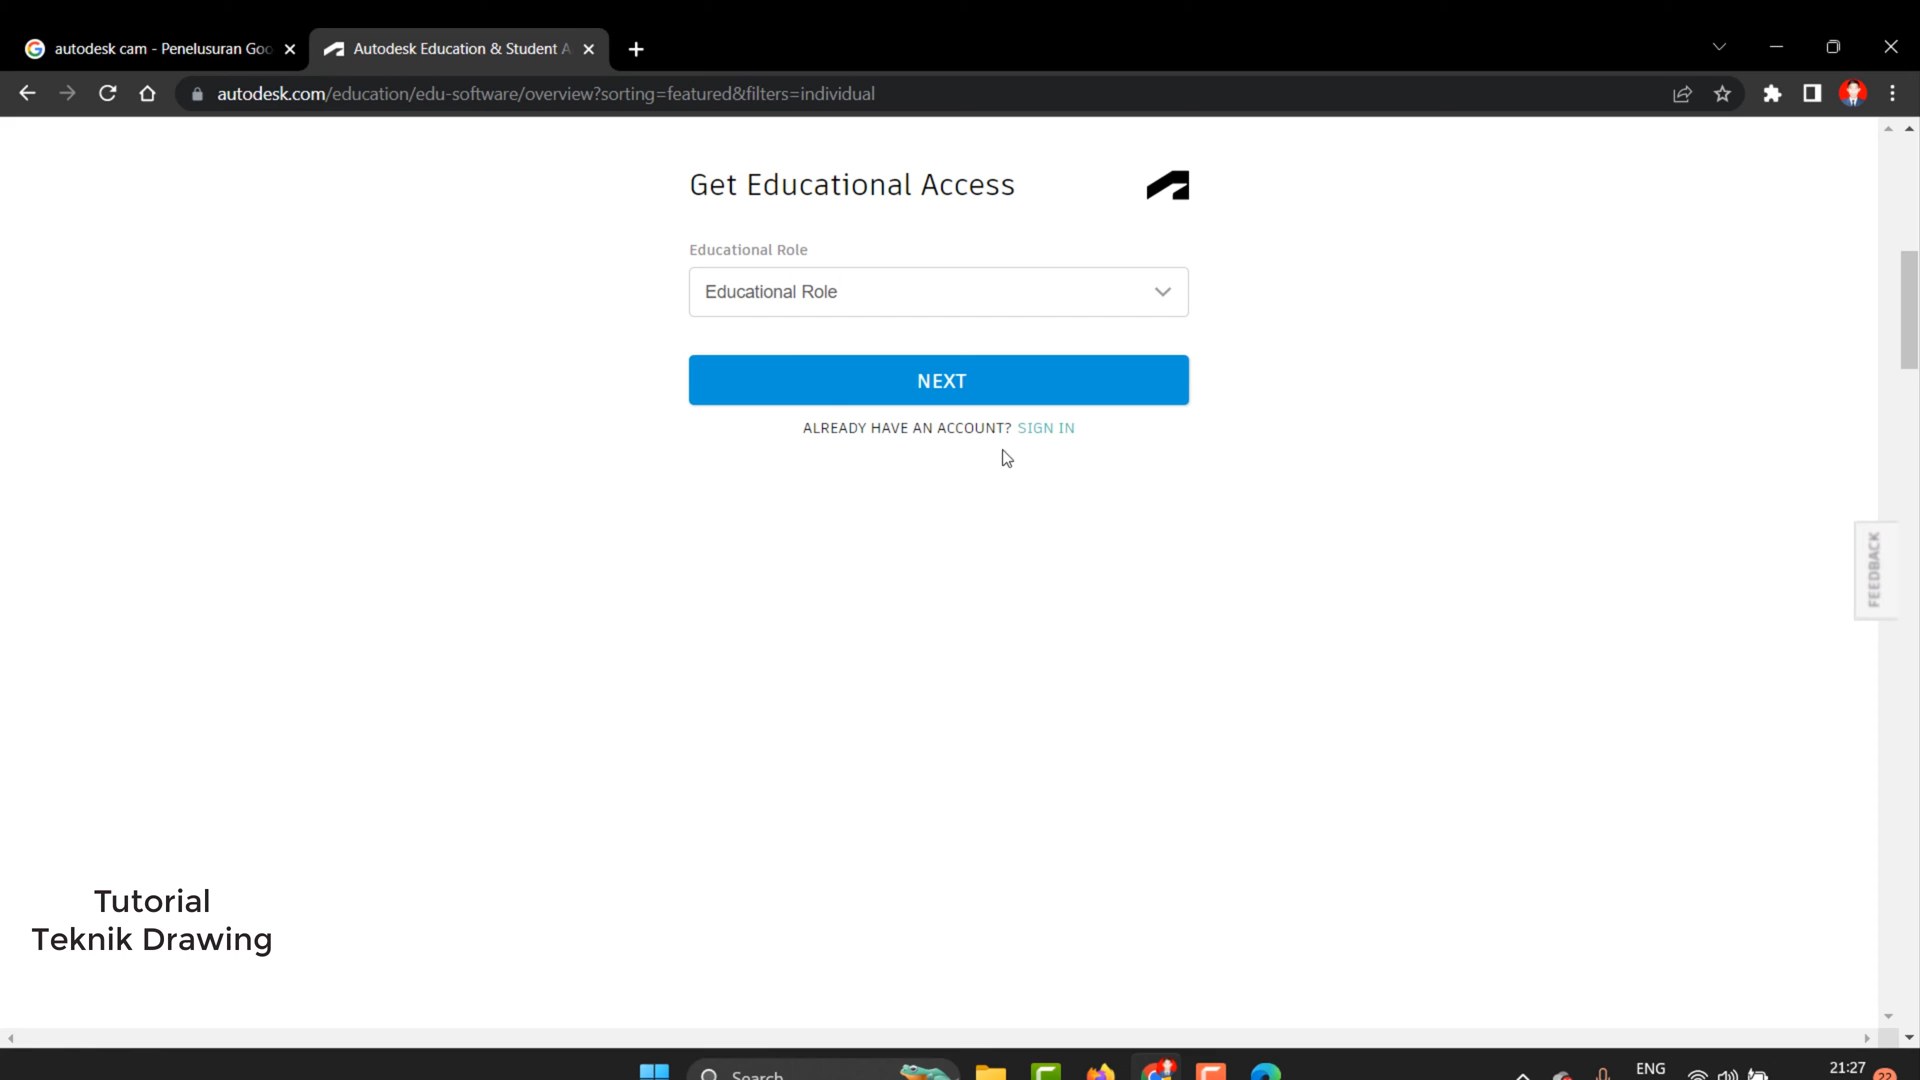 autodesk cam - Penelusuran Goo
Autodesk Education & Student A
autodesk.com/education/edu-software/overview?sorting=featured&filters=individual
Get Educational Access
Educational Role
Educational Role
NEXT
ALREADY HAVE AN ACCOUNT? SIGN IN
FEEDBACK
Tutorial
Teknik Drawing
Search
ENG
21:27
22